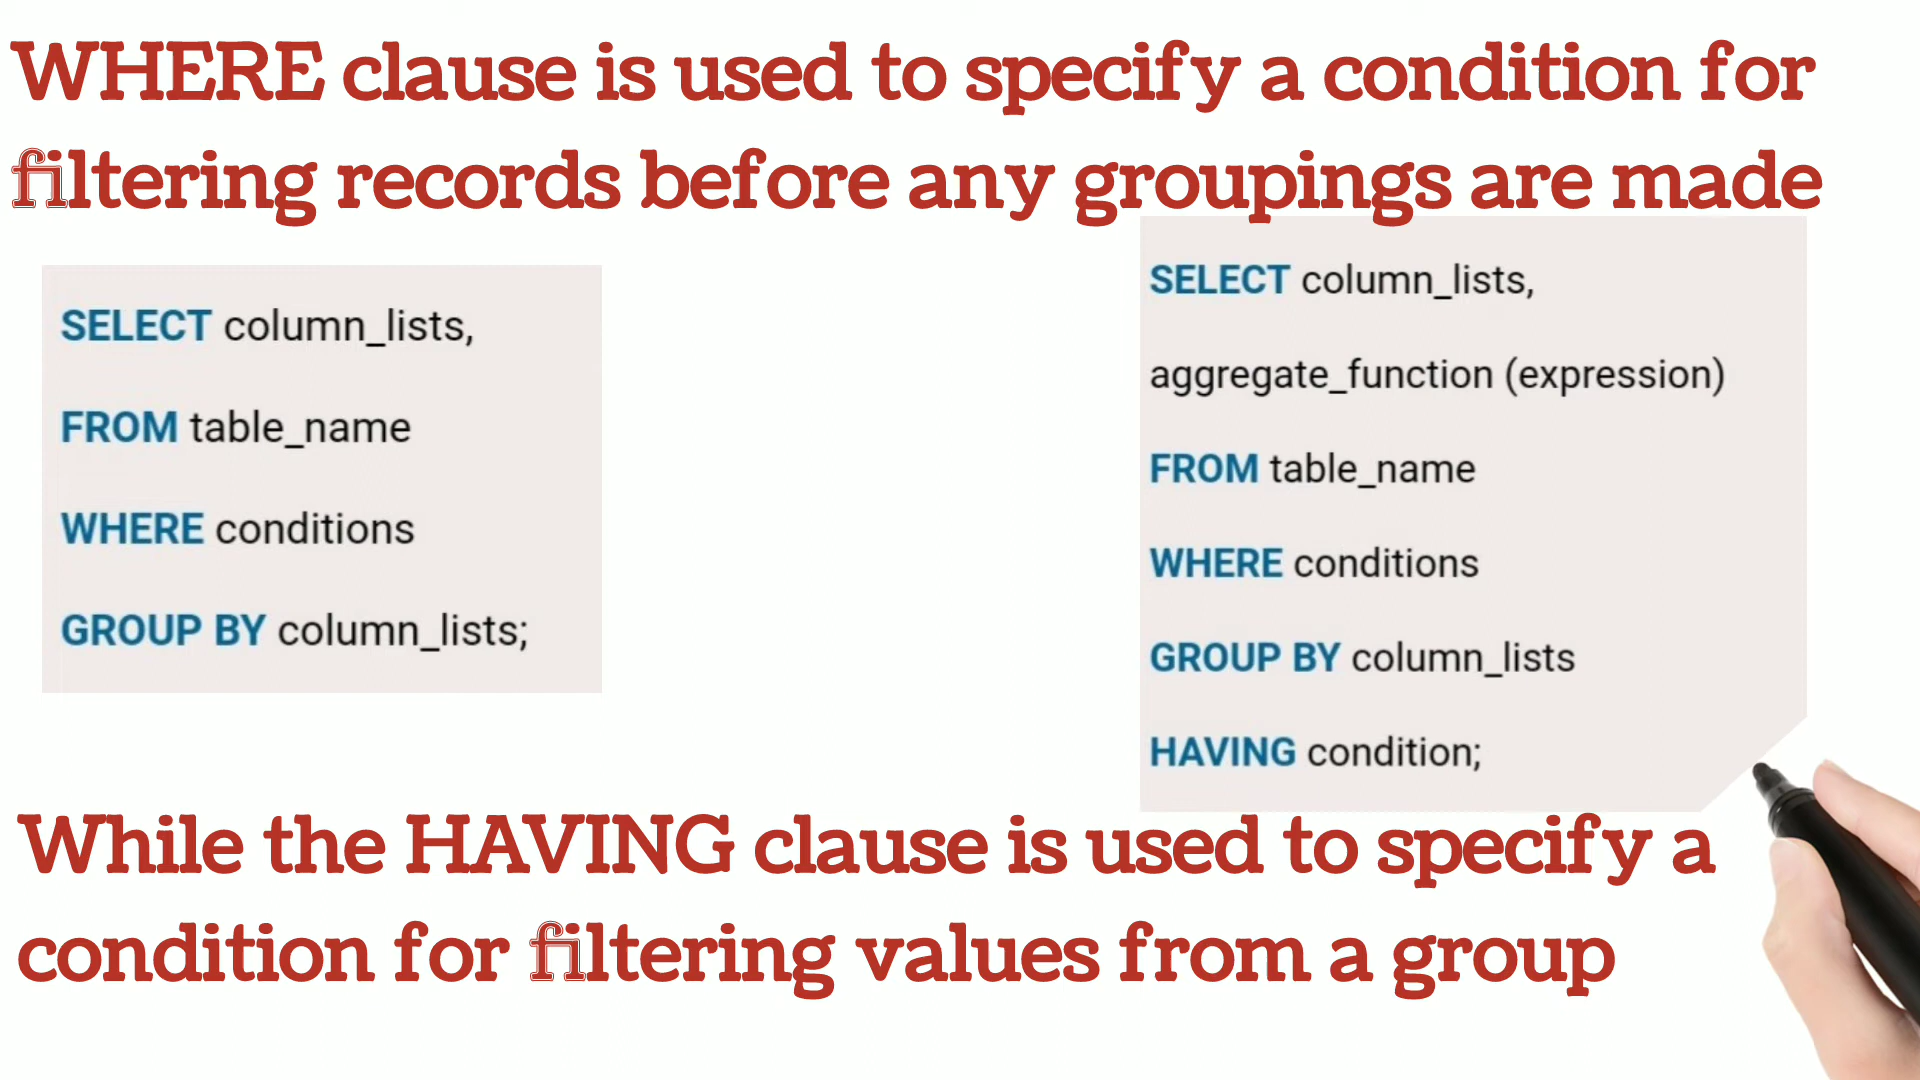 WHERE clause is used to specify a condition for
filtering records before any groupings are made
SELECT column_lists,
FROM table_name
WHERE conditions
GROUP BY column_lists;
SELECT column_lists,
aggregate_function (expression)
FROM table_name
WHERE conditions
GROUP BY column_lists
HAVING condition;
While the HAVING clause is used to specify a
condition for filtering values from a group